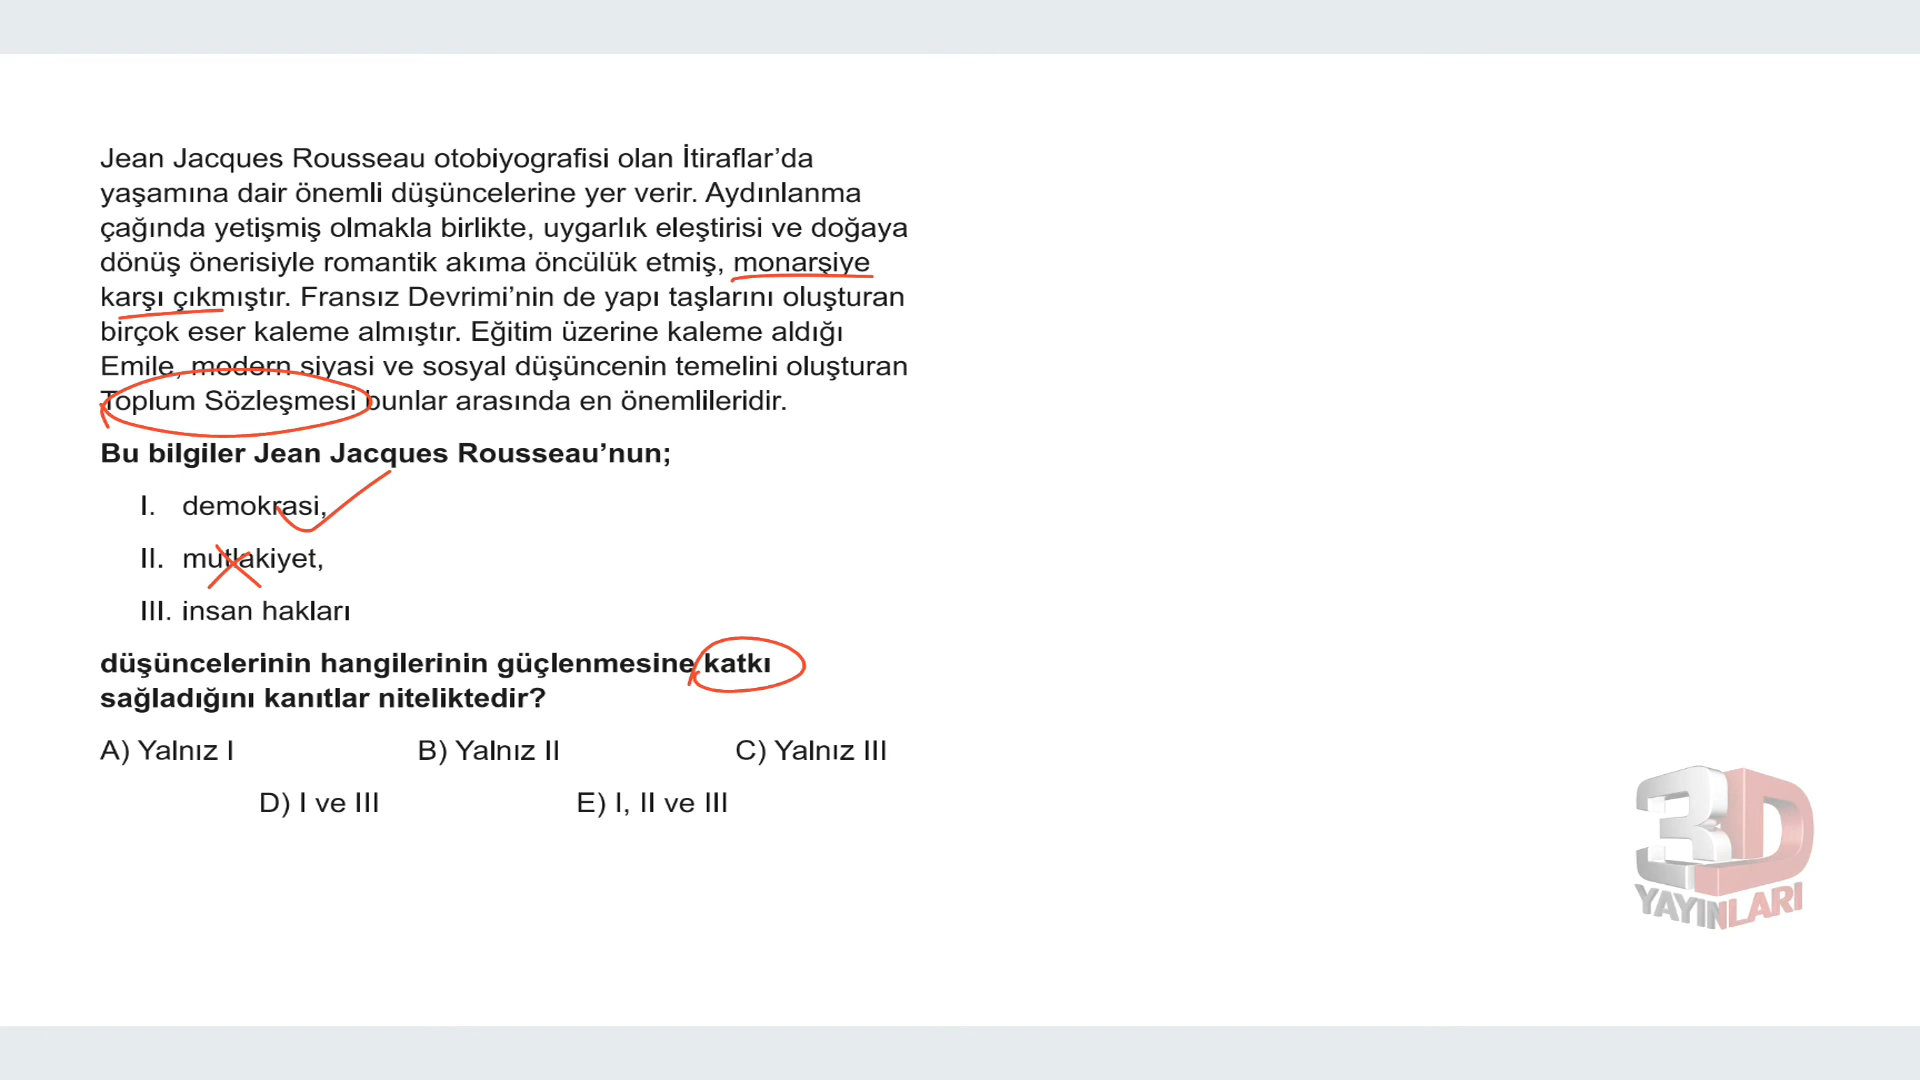 Jean Jacques Rousseau otobiyografisi olan İtiraflar’da
yaşamına dair önemli düşüncelerine yer verir. Aydınlanma
çağında yetişmiş olmakla birlikte, uygarlık eleştirisi ve doğaya
dönüş önerisiyle romantik akıma öncülük etmiş, monarşiye
karşı çıkmıştır. Fransız Devrimi’nin de yapı taşlarını oluşturan
birçok eser kaleme almıştır. Eğitim üzerine kaleme aldığı
Emile, modern siyasi ve sosyal düşüncenin temelini oluşturan
Toplum Sözleşmesi bunlar arasında en önemlileridir.
Bu bilgiler Jean Jacques Rousseau’nun;
I. demokrasi,
II. mutlakiyet,
III. insan hakları
düşüncelerinin hangilerinin güçlenmesine katkı
sağladığını kanıtlar niteliktedir?
A) Yalnız I B) Yalnız II C) Yalnız III
D) I ve III E) I, II ve III
3D
YAYINLARI